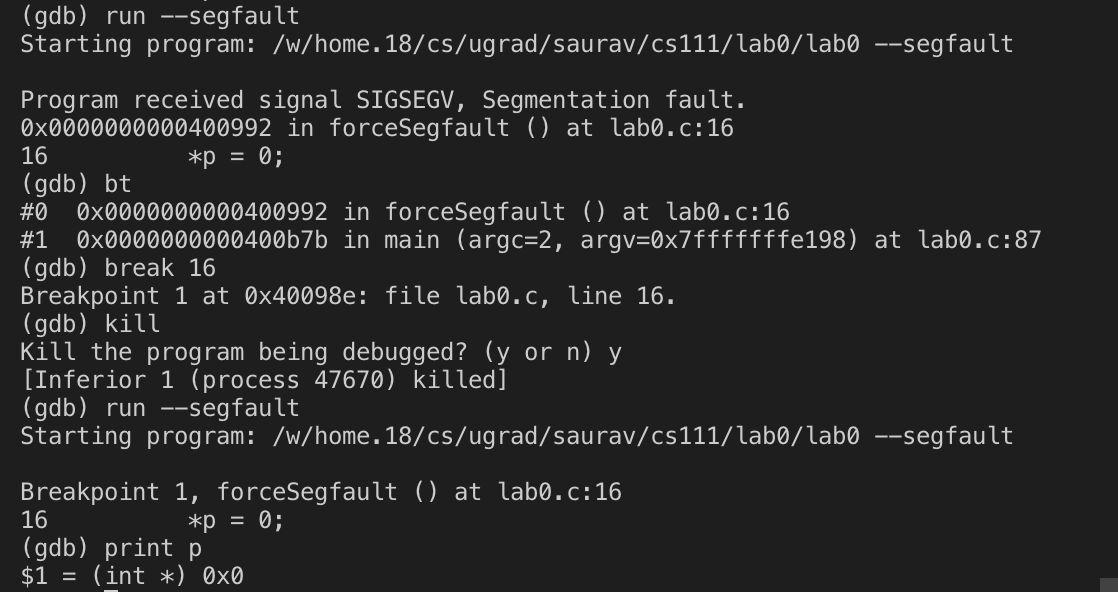 (gdb) run --segfault
Starting program: /w/home.18/cs/ugrad/saurav/cs111/lab0/lab0 --segfault
Program received signal SIGSEGV, Segmentation fault.
0x0000000000400992 in forceSegfault () at lab0.c:16
16          *p = 0;
(gdb) bt
#0  0x0000000000400992 in forceSegfault () at lab0.c:16
#1  0x0000000000400b7b in main (argc=2, argv=0x7fffffffe198) at lab0.c:87
(gdb) break 16
Breakpoint 1 at 0x40098e: file lab0.c, line 16.
(gdb) kill
Kill the program being debugged? (y or n) y
[Inferior 1 (process 47670) killed]
(gdb) run --segfault
Starting program: /w/home.18/cs/ugrad/saurav/cs111/lab0/lab0 --segfault
Breakpoint 1, forceSegfault () at lab0.c:16
16          *p = 0;
(gdb) print p
$1 = (int *) 0x0